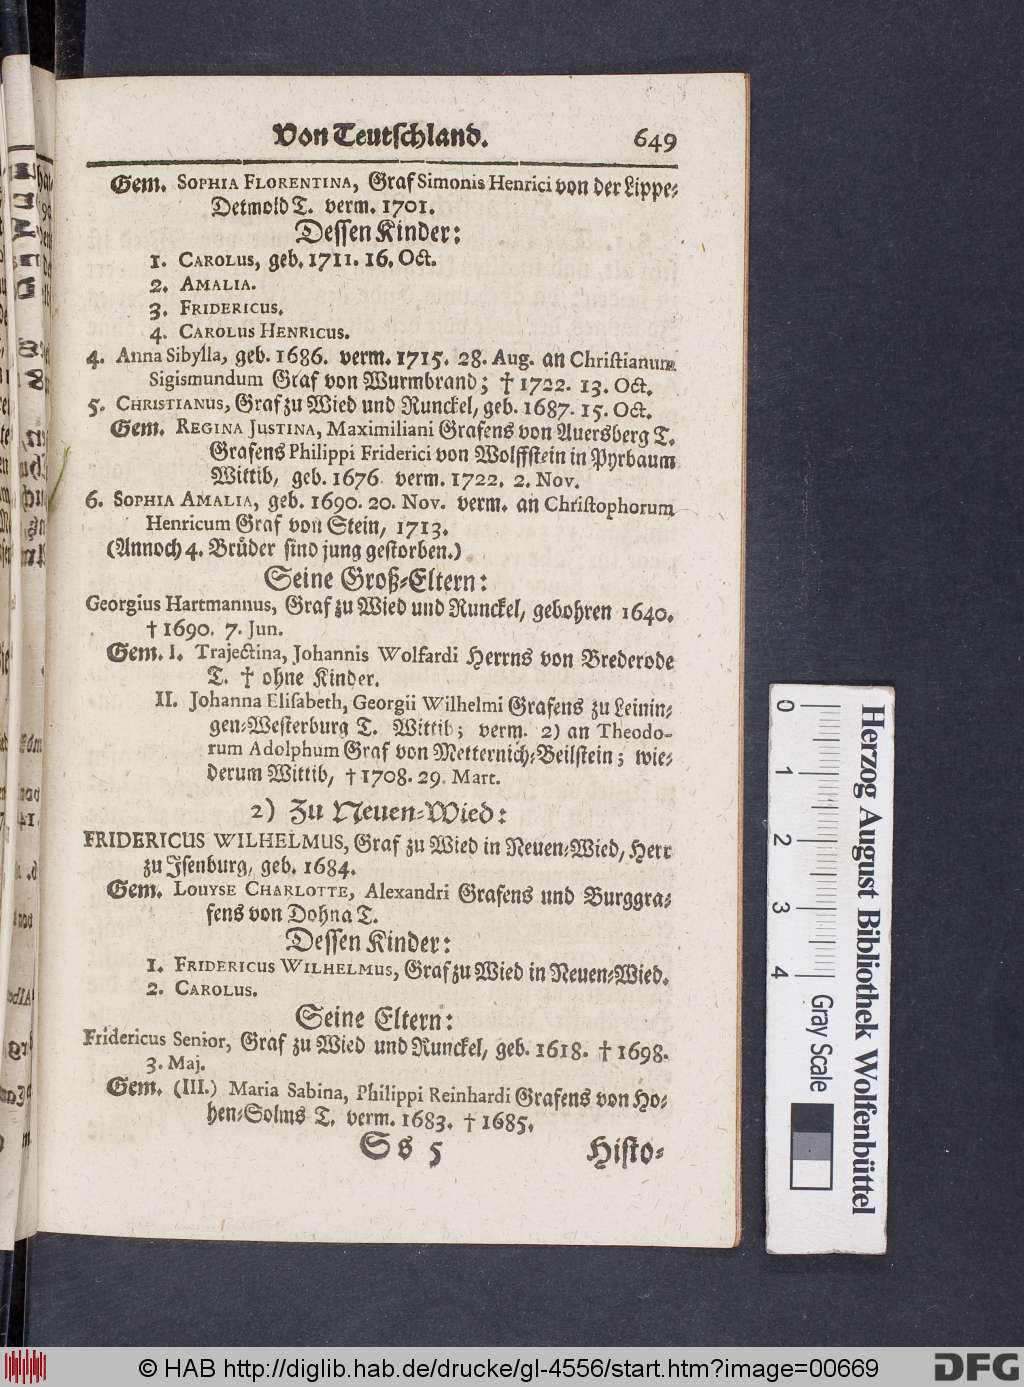 Von Teutschland. 649
Gem. SOPHIA FLORENTINA, Graf Simonis Henrici von der Lippe-
Detmold T. verm. 1701.
Dessen Kinder:
1. CAROLUS, geb. 1711. 16. Oct.
2. AMALIA.
3. FRIDERICUS.
4. CAROLUS HENRICUS.
4. Anna Sibylla, geb. 1686. verm. 1715. 28. Aug. an Christianum
Sigismundum Graf von Wurmbrand; † 1722. 13. Oct.
5. CHRISTIANUS, Graf zu Wied und Runckel, geb. 1687. 15. Oct.
Gem. REGINA JUSTINA, Maximiliani Grafens von Auersberg T.
Grafens Philippi Friderici von Wolffstein in Pyrbaum
Wittib, geb. 1676. verm. 1722. 2. Nov.
6. SOPHIA AMALIA, geb. 1690. 20. Nov. verm. an Christophorum
Henricum Graf von Stein, 1713.
(Annoch 4. Brüder sind jung gestorben.)
Seine Groß-Eltern:
Georgius Hartmannus, Graf zu Wied und Runckel, gebohren 1640.
† 1690. 7. Jun.
Gem. I. Trajectina, Johannis Wolfardi Herrns von Brederode
T. † ohne Kinder.
II. Johanna Elisabeth, Georgii Wilhelmi Grafens zu Leinin-
gen-Westerburg T. Wittib; verm. 2) an Theodo-
rum Adolphum Graf von Metternich-Beilstein; wie-
derum Wittib, † 1708. 29. Mart.
2) Zu Neuen-Wied:
FRIDERICUS WILHELMUS, Graf zu Wied in Neuen-Wied, Herr
zu Isenburg, geb. 1684.
Gem. LOUYSE CHARLOTTE, Alexandri Grafens und Burggra-
fens von Dohna T.
Dessen Kinder:
1. FRIDERICUS WILHELMUS, Graf zu Wied in Neuen-Wied.
2. CAROLUS.
Seine Eltern:
Fridericus Senior, Graf zu Wied und Runckel, geb. 1618. † 1698.
3. Maj.
Gem. (III.) Maria Sabina, Philippi Reinhardi Grafens von Ho-
hen-Solms T. verm. 1683. † 1685.
Ss 5 Histo-
0 1 2 3 4 Gray Scale
Herzog August Bibliothek Wolfenbüttel
© HAB http://diglib.hab.de/drucke/gl-4556/start.htm?image=00669
DFG